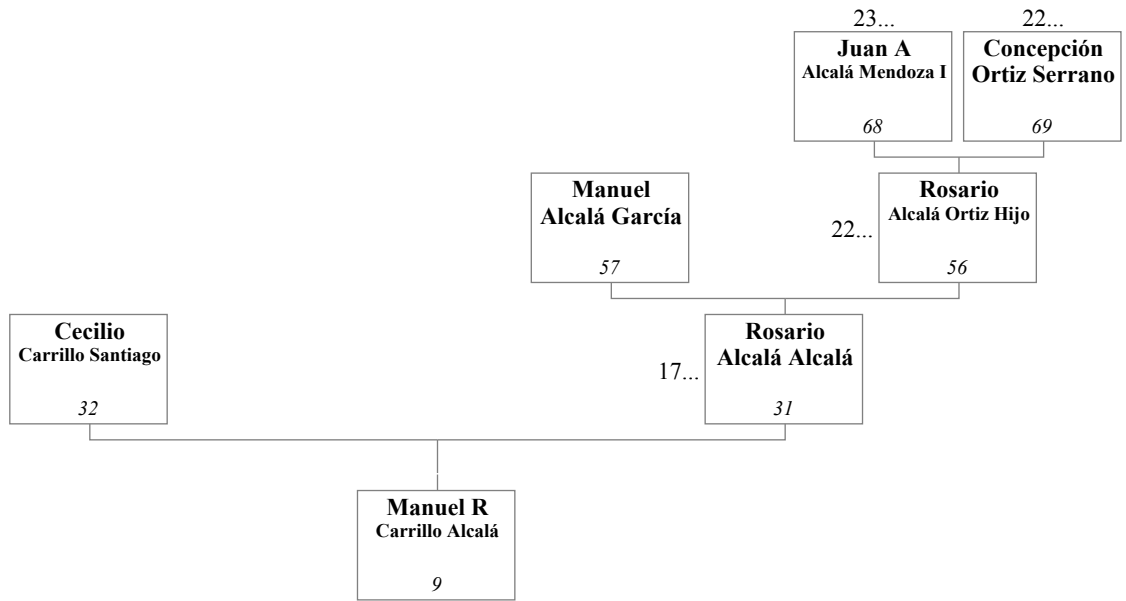 23...
22...
Juan A
Alcalá Mendoza I
68
Concepción
Ortiz Serrano
69
Manuel
Alcalá García
57
22...
Rosario
Alcalá Ortiz Hijo
56
Cecilio
Carrillo Santiago
32
17...
Rosario
Alcalá Alcalá
31
Manuel R
Carrillo Alcalá
9